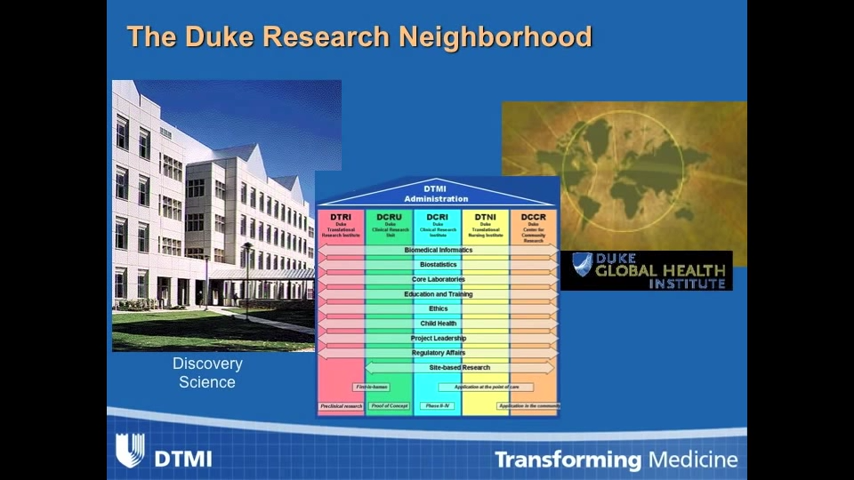 The Duke Research Neighborhood
DTMI
Administration
DTRI
Duke
Translational
Research Institute
DCRU
Duke
Clinical Research
Unit
DCRI
Duke
Clinical Research
Institute
DTNI
Duke
Translational
Nursing Institute
DCCR
Duke
Center for
Community
Research
Biomedical Informatics
Biostatistics
Core Laboratories
Education and Training
Ethics
Child Health
Project Leadership
Regulatory Affairs
Site-based Research
First-in-human
Application at the point of care
Preclinical research
Proof of Concept
Phase II-IV
Application in the community
DUKE
GLOBAL HEALTH
INSTITUTE
Discovery
Science
DTMI
Transforming Medicine